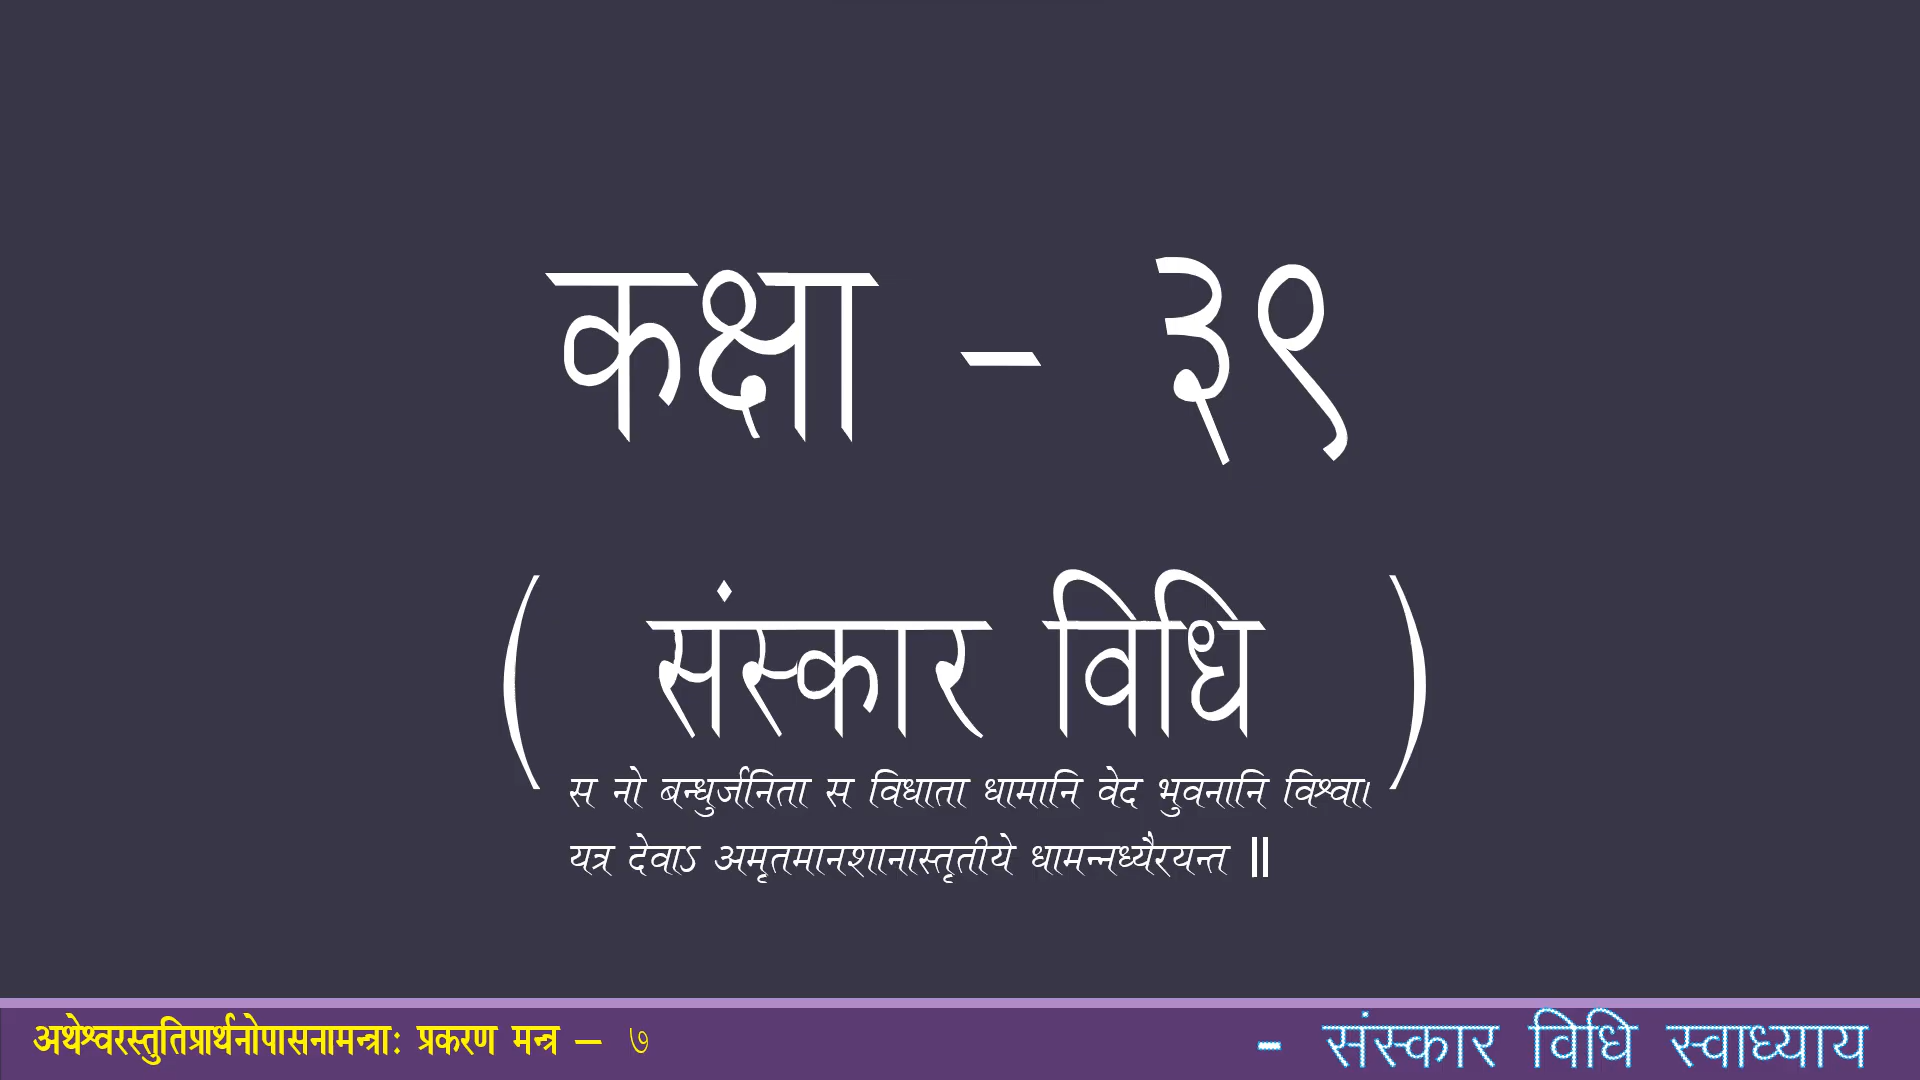 कक्षा - ३९
( संस्कार विधि )
स नो बन्धुर्जनिता स विधाता धामानि वेद भुवनानि विश्वा।
यत्र देवाऽ अमृतमानशानास्तृतीये धामन्नध्यैरयन्त ॥
अथेश्वरस्तुतिप्रार्थनोपासनामन्त्राः प्रकरण मन्त्र – ७
- संस्कार विधि स्वाध्याय